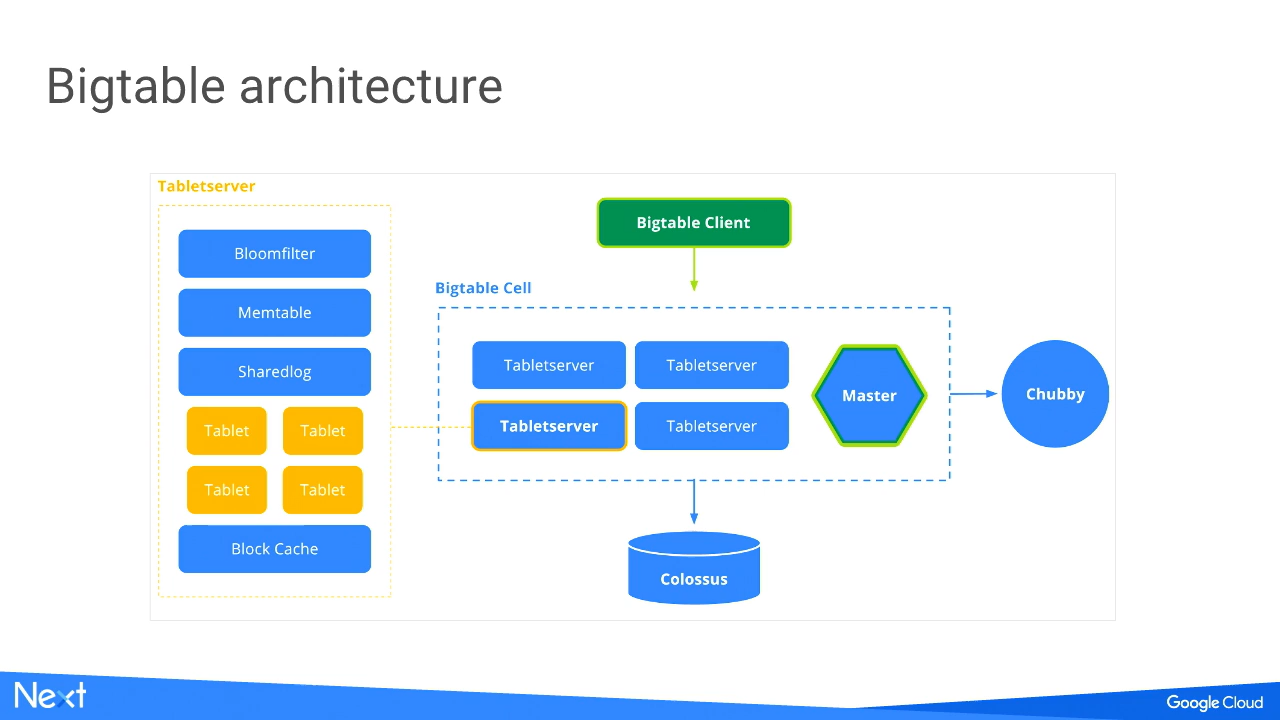 Bigtable architecture
Tabletserver
Bloomfilter
Memtable
Sharedlog
Tablet
Tablet
Tablet
Tablet
Block Cache
Bigtable Client
Bigtable Cell
Tabletserver
Tabletserver
Tabletserver
Tabletserver
Master
Chubby
Colossus
Next
Google Cloud